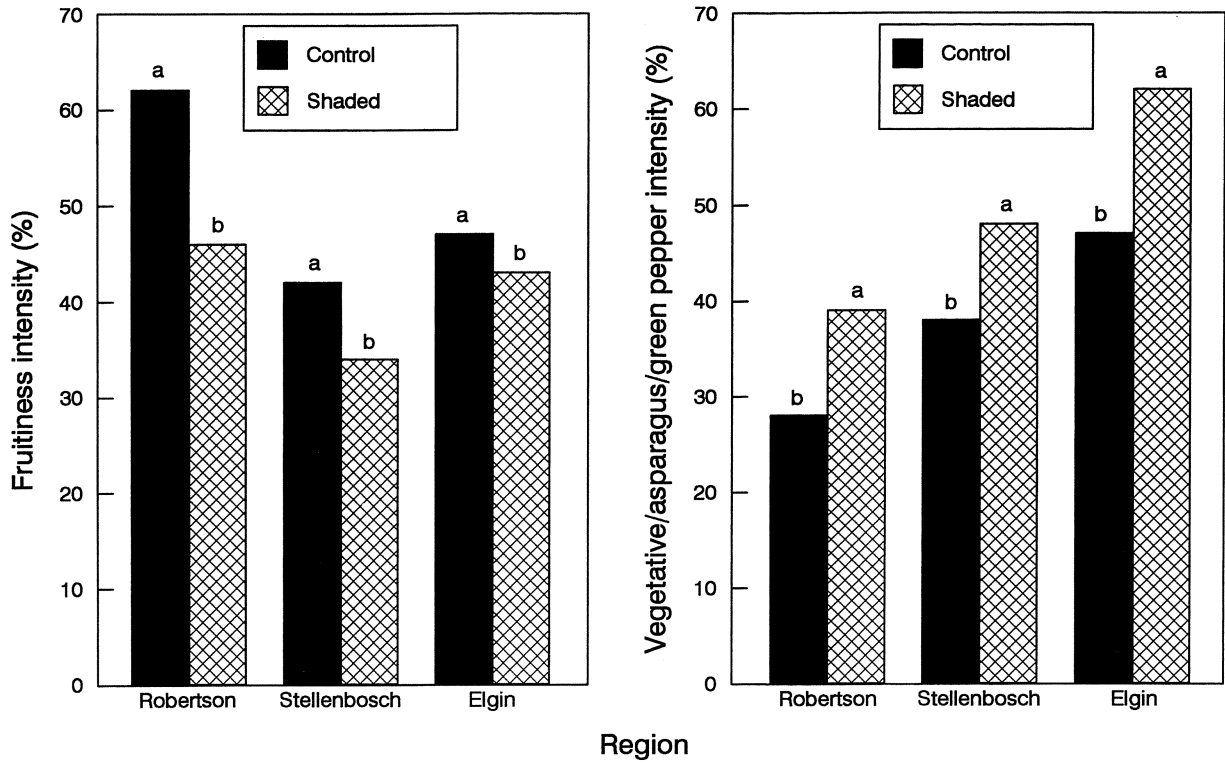 Fruitiness intensity (%)
70
60
50
40
30
20
10
0
Control
Shaded
a
b
a
b
a
b
Robertson Stellenbosch Elgin
Vegetative/asparagus/green pepper intensity (%)
70
60
50
40
30
20
10
0
Control
Shaded
b
a
b
a
b
a
Robertson Stellenbosch Elgin
Region